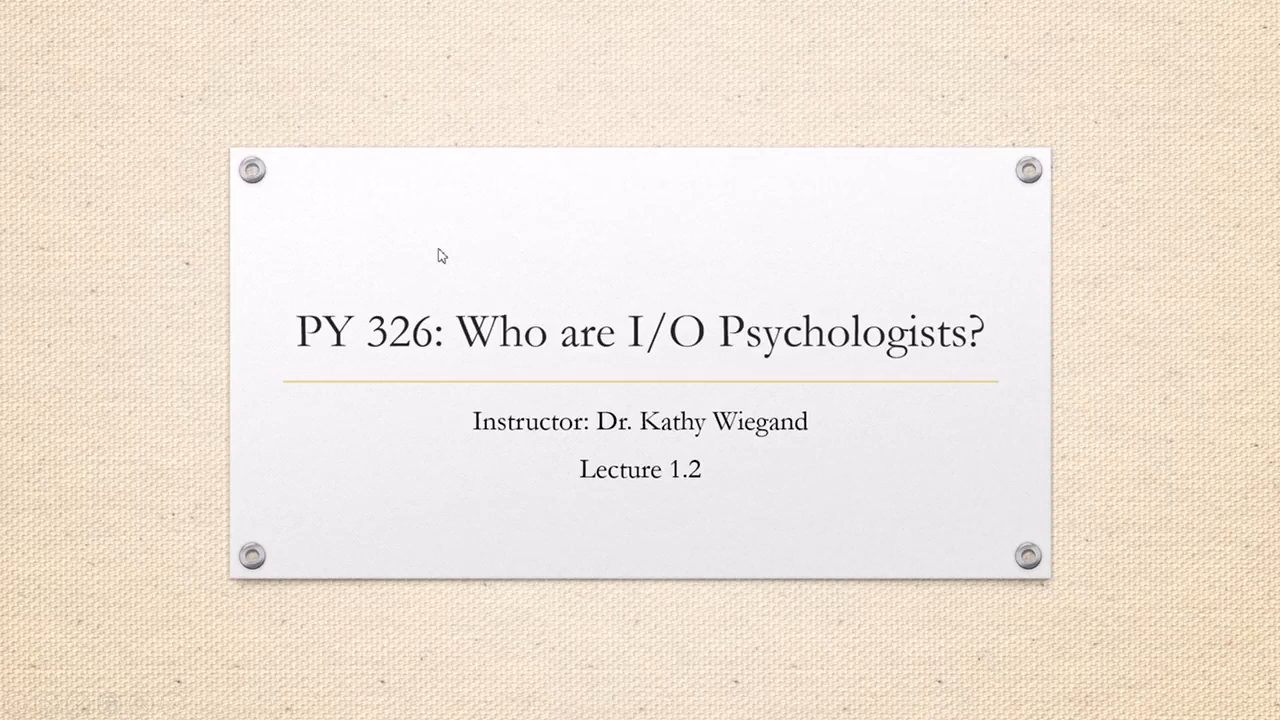 PY 326: Who are I/O Psychologists?
Instructor: Dr. Kathy Wiegand
Lecture 1.2